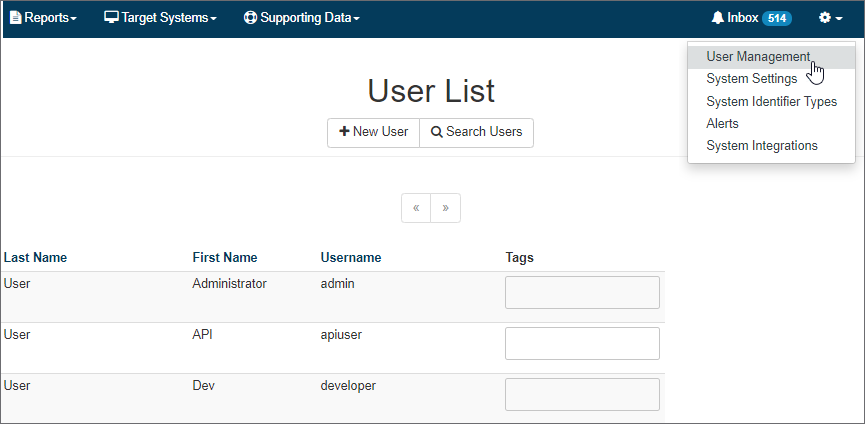 Reports Target Systems Supporting Data Inbox 514
User Management
System Settings
System Identifier Types
Alerts
System Integrations
User List
New User Search Users
« »
Last Name First Name Username Tags
User Administrator admin
User API apiuser
User Dev developer